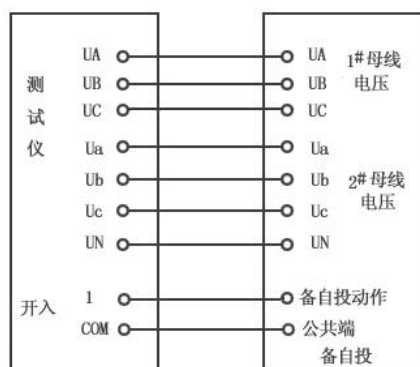 测试仪
UA UA 1#母线
UB UB 电压
UC UC
Ua Ua
Ub Ub 2#母线
Uc Uc 电压
UN UN
开入 1 备自投动作
COM 公共端
备自投